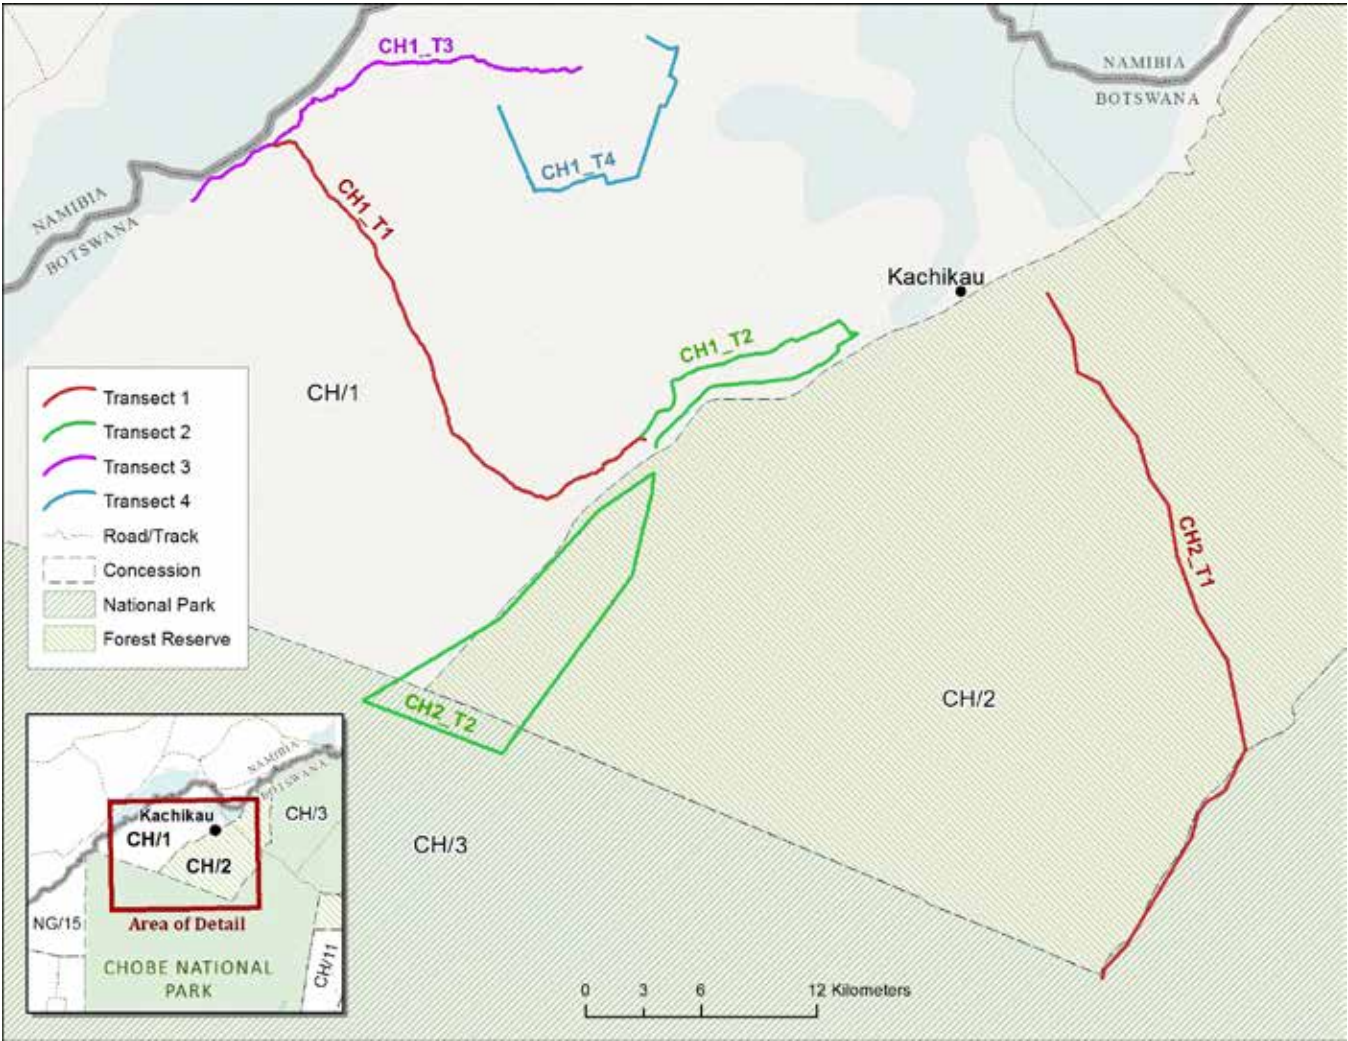 CH1_T3
NAMIBIA
BOTSWANA
CH1_T4
CH1_T1
NAMIBIA
BOTSWANA
Kachikau
CH1_T2
CH/1
Transect 1
Transect 2
Transect 3
Transect 4
Road/Track
Concession
National Park
Forest Reserve
CH2_T1
CH/2
CH2_T2
CH/3
NAMIBIA
BOTSWANA
Kachikau
CH/1
CH/3
CH/2
NG/15
Area of Detail
CH/11
CHOBE NATIONAL
PARK
0 3 6 12 Kilometers